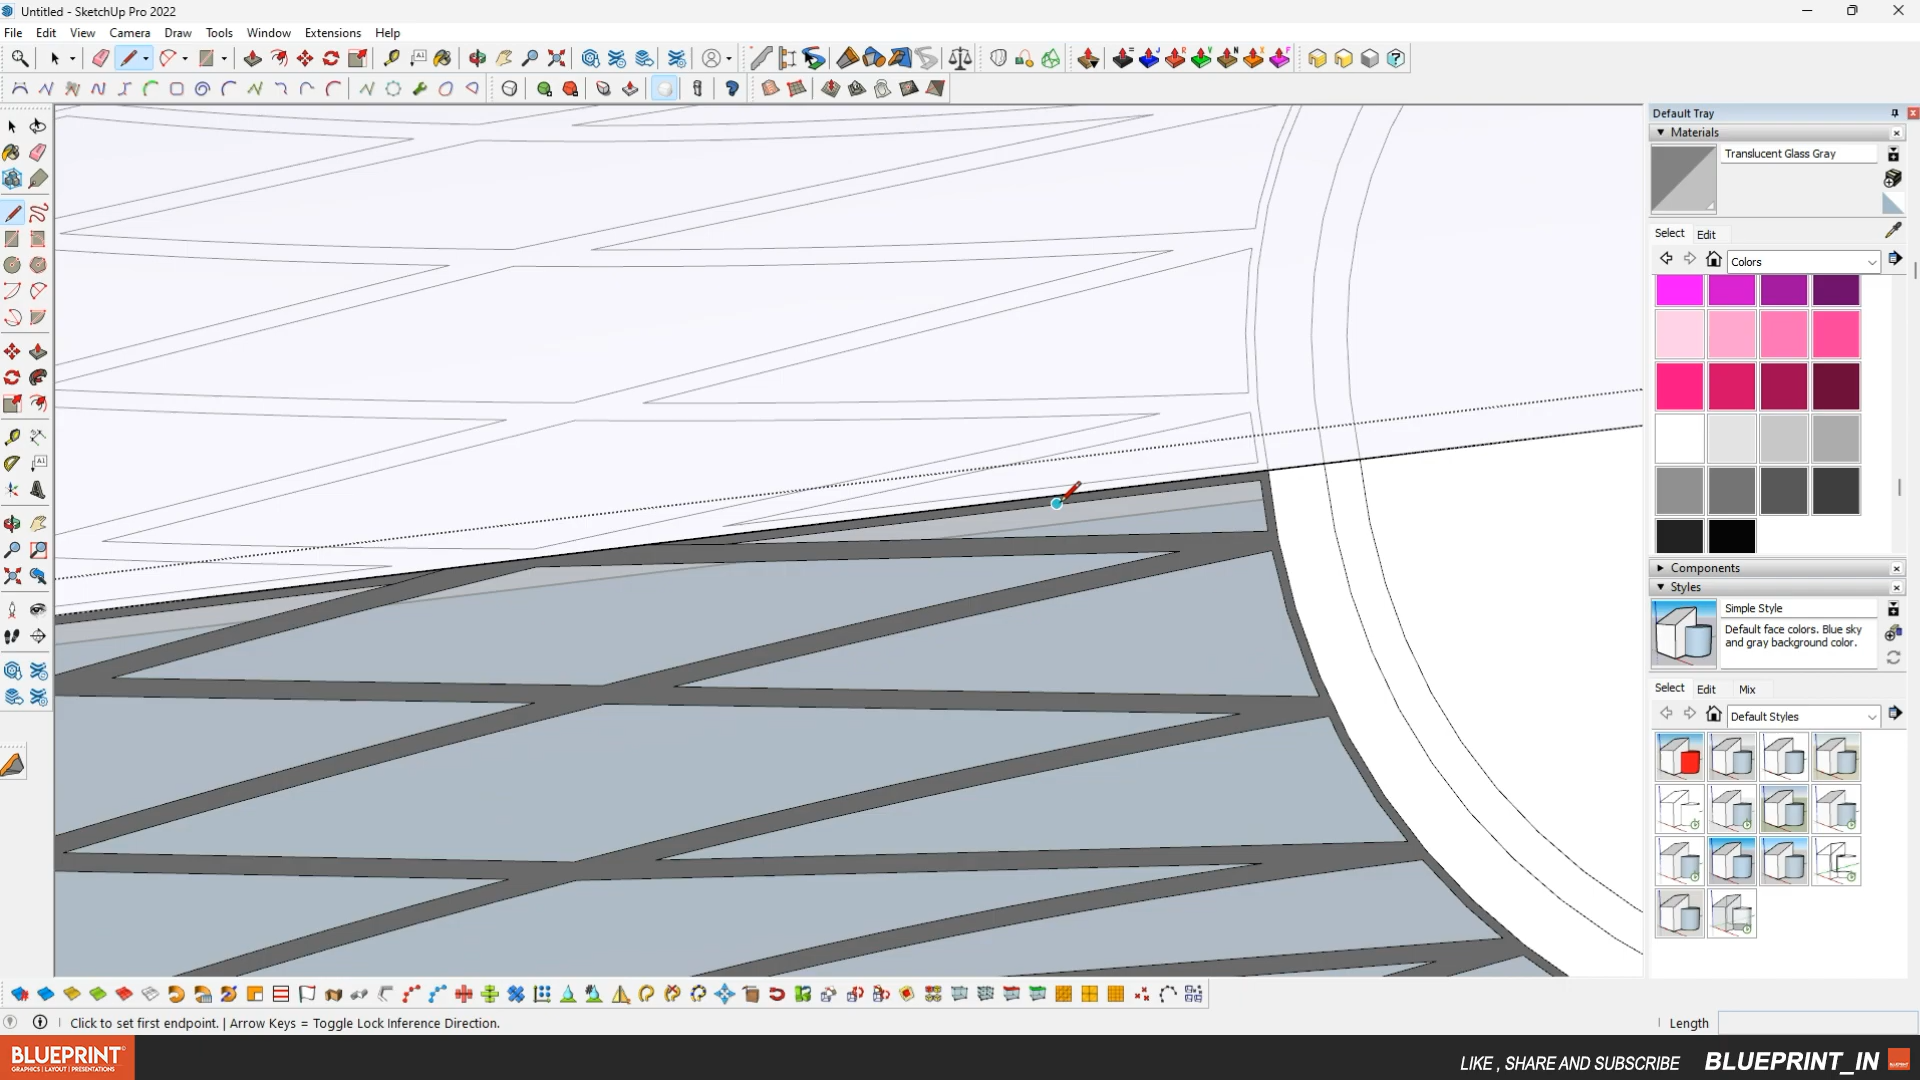 Untitled - SketchUp Pro 2022
File Edit View Camera Draw Tools Window Extensions Help
Default Tray
Materials
Translucent Glass Gray
Select Edit
Colors
Components
Styles
Simple Style
Default face colors. Blue sky
and gray background color.
Select Edit Mix
Default Styles
Click to set first endpoint. | Arrow Keys = Toggle Lock Inference Direction.
Length
BLUEPRINT
GRAPHICS | LAYOUT | PRESENTATIONS
LIKE , SHARE AND SUBSCRIBE
BLUEPRINT_IN